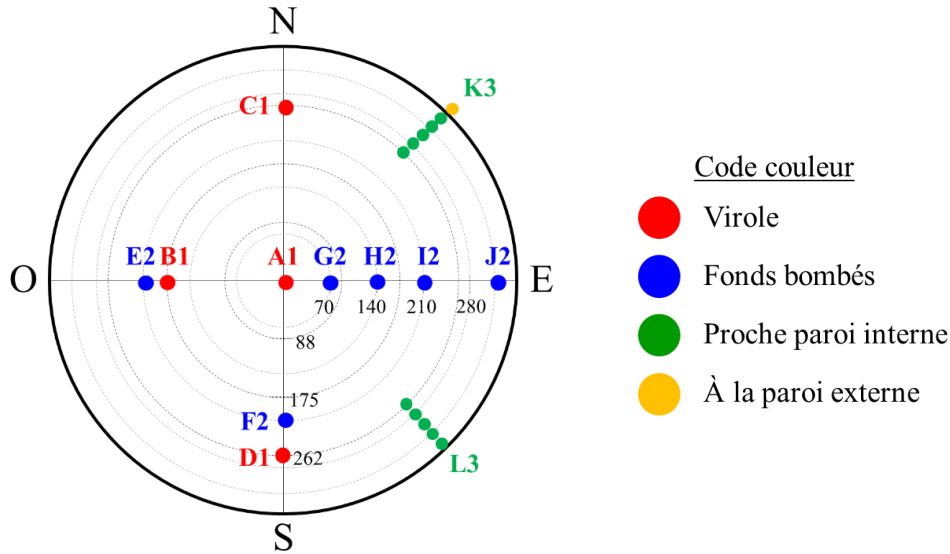 N
K3
C1
Code couleur
Virole
E2 B1 A1 G2 H2 I2 J2
O
E
Fonds bombés
70 140 210 280
88
Proche paroi interne
175
À la paroi externe
F2
D1
262
L3
S